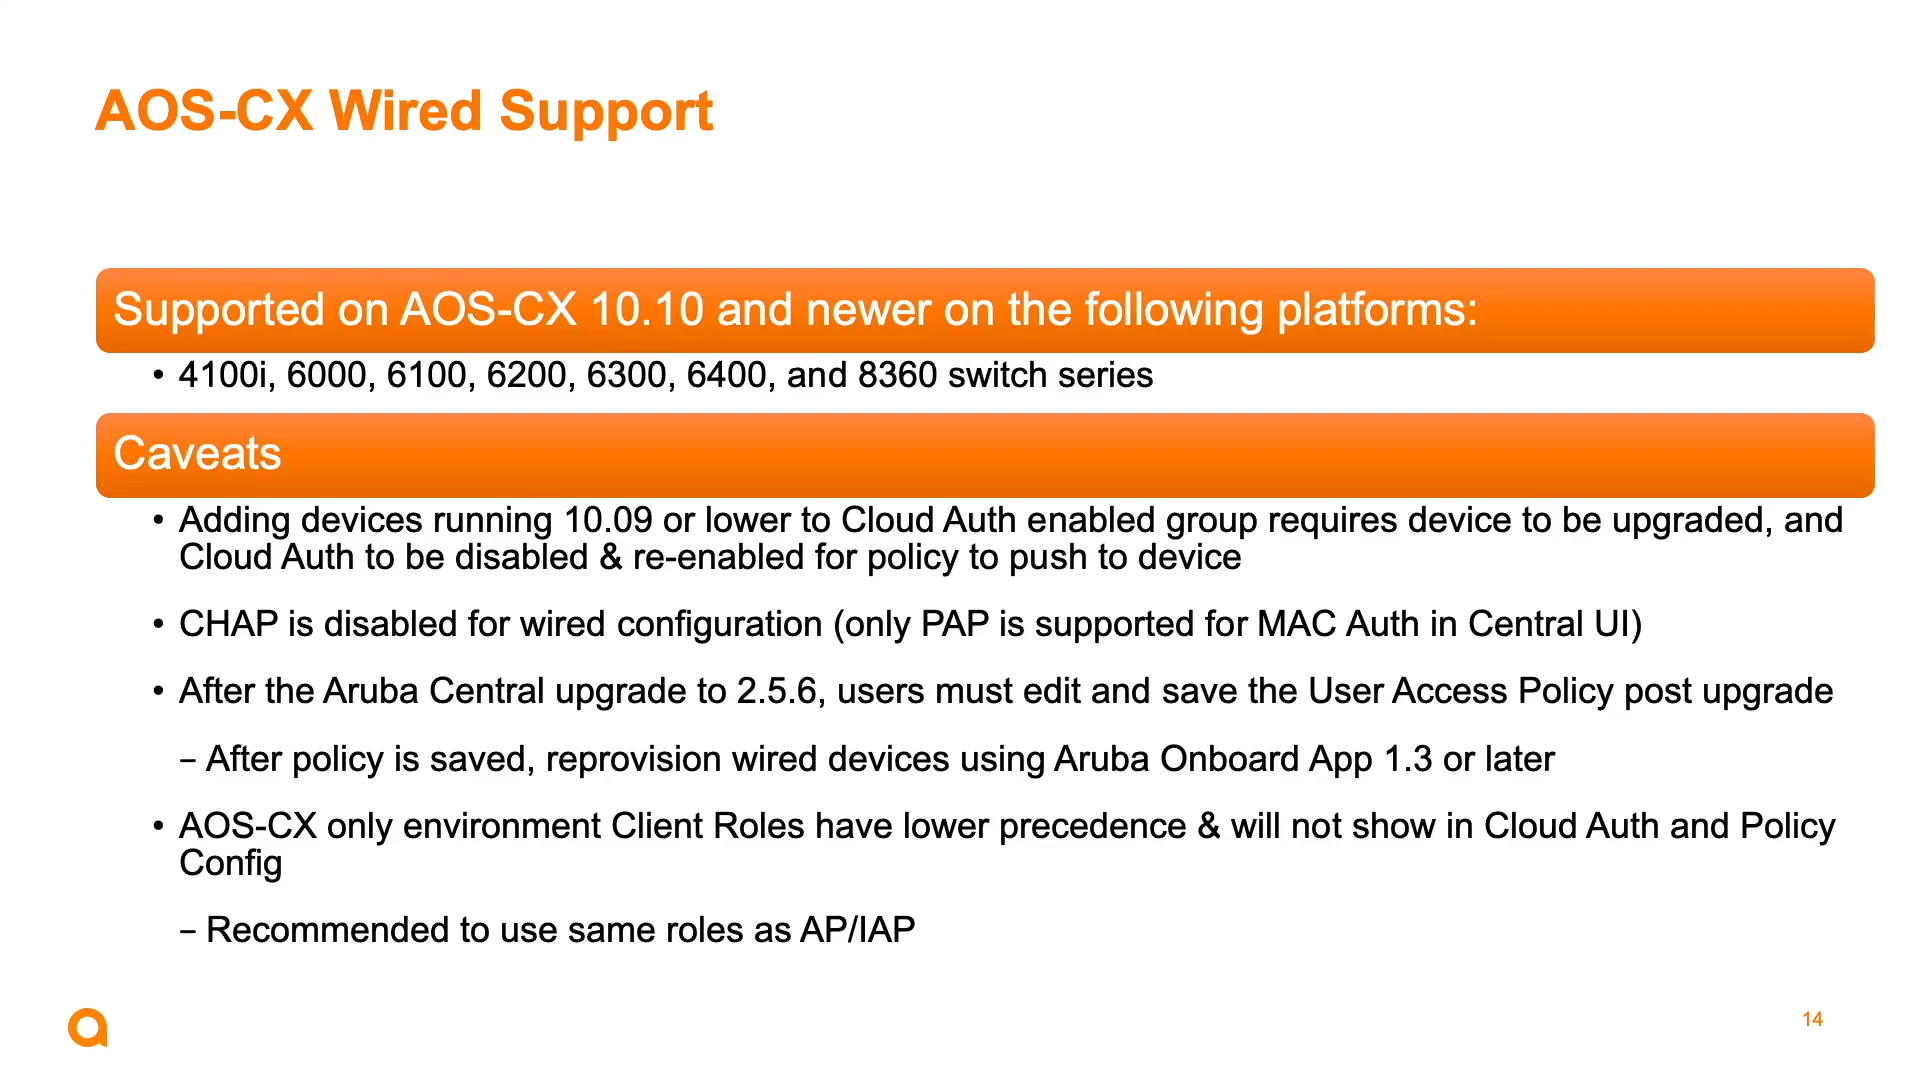 AOS-CX Wired Support
Supported on AOS-CX 10.10 and newer on the following platforms:
• 4100i, 6000, 6100, 6200, 6300, 6400, and 8360 switch series
Caveats
• Adding devices running 10.09 or lower to Cloud Auth enabled group requires device to be upgraded, and
Cloud Auth to be disabled & re-enabled for policy to push to device
• CHAP is disabled for wired configuration (only PAP is supported for MAC Auth in Central UI)
• After the Aruba Central upgrade to 2.5.6, users must edit and save the User Access Policy post upgrade
– After policy is saved, reprovision wired devices using Aruba Onboard App 1.3 or later
• AOS-CX only environment Client Roles have lower precedence & will not show in Cloud Auth and Policy
Config
– Recommended to use same roles as AP/IAP
14